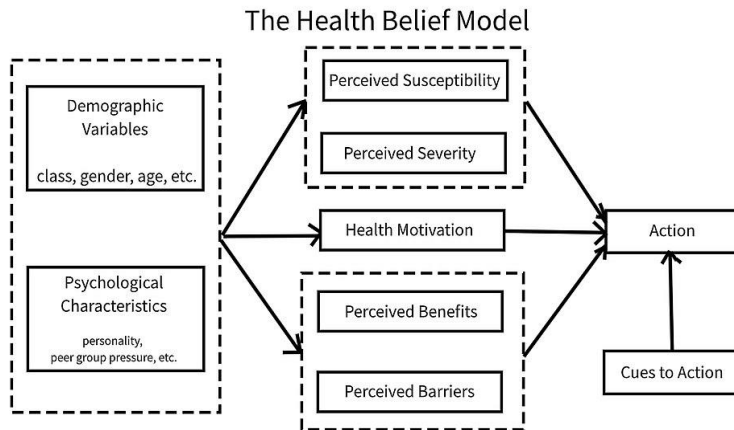 The Health Belief Model
Demographic
Variables
class, gender, age, etc.
Psychological
Characteristics
personality,
peer group pressure, etc.
Perceived Susceptibility
Perceived Severity
Health Motivation
Perceived Benefits
Perceived Barriers
Action
Cues to Action